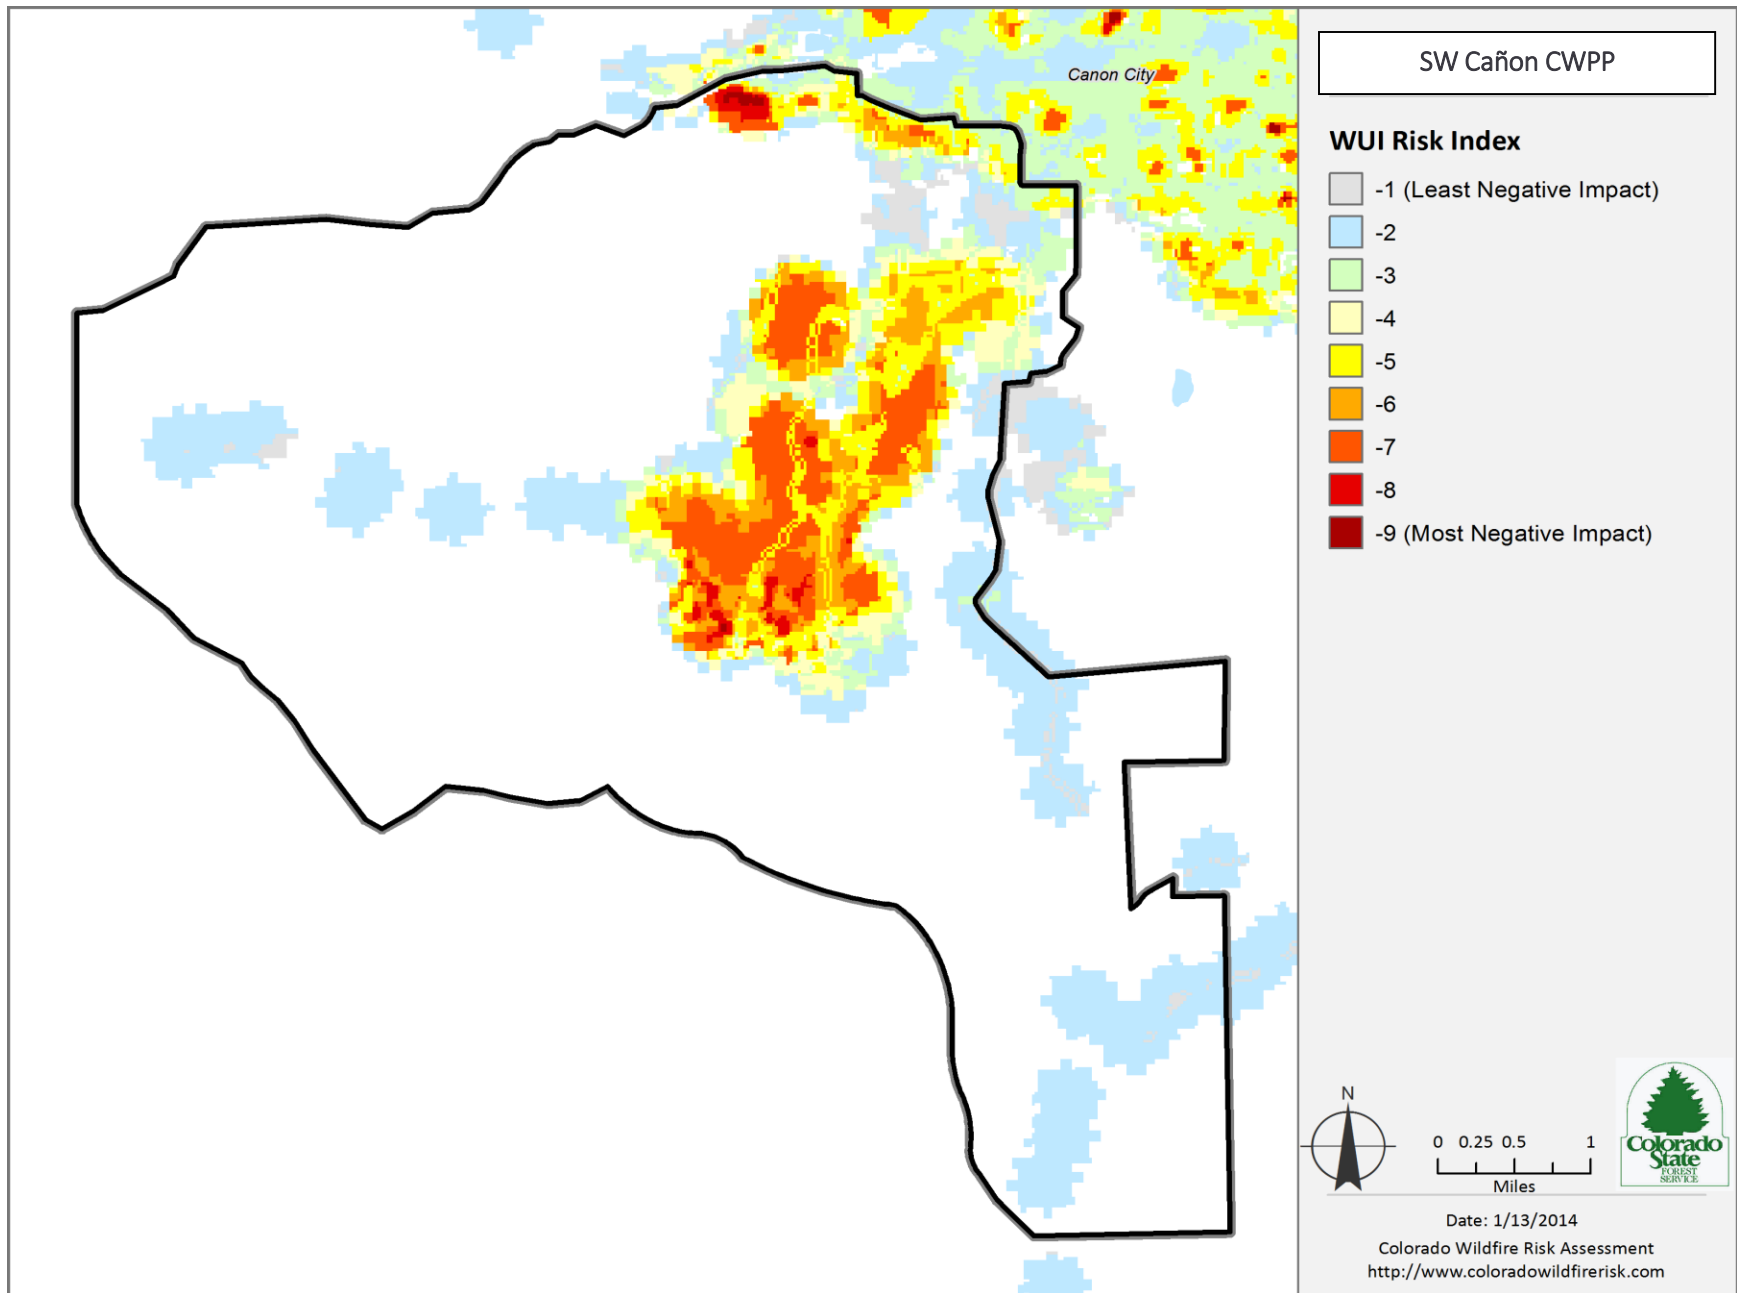 Canon City
SW Cañon CWPP
WUI Risk Index
-1 (Least Negative Impact)
-2
-3
-4
-5
-6
-7
-8
-9 (Most Negative Impact)
N
0 0.25 0.5 1
Miles
Colorado
State
FOREST
SERVICE
Date: 1/13/2014
Colorado Wildfire Risk Assessment
http://www.coloradowildfirerisk.com